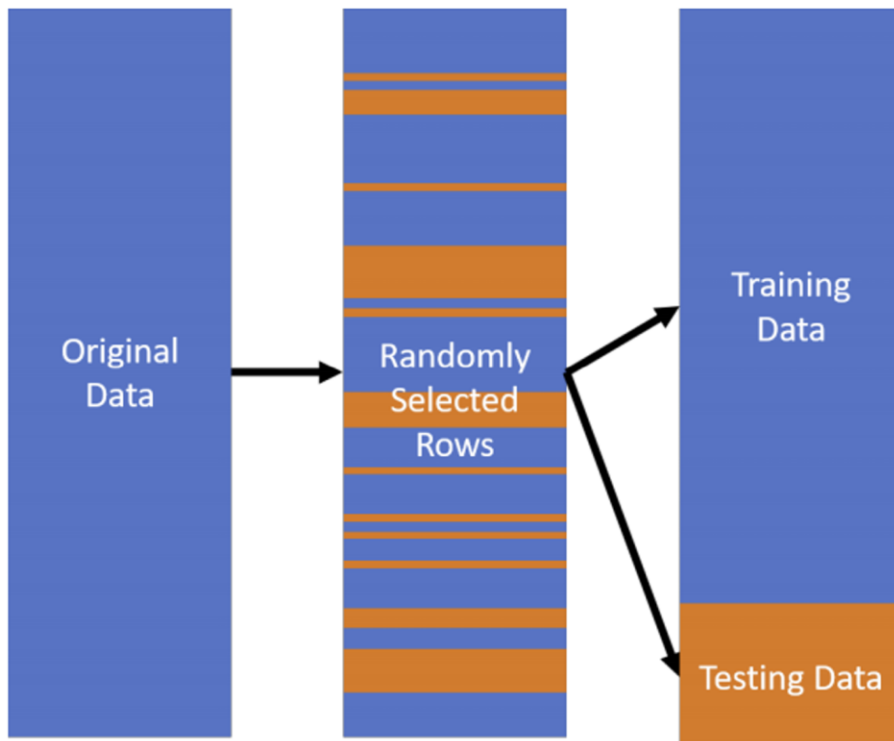 Original
Data
Randomly
Selected
Rows
Training
Data
Testing Data